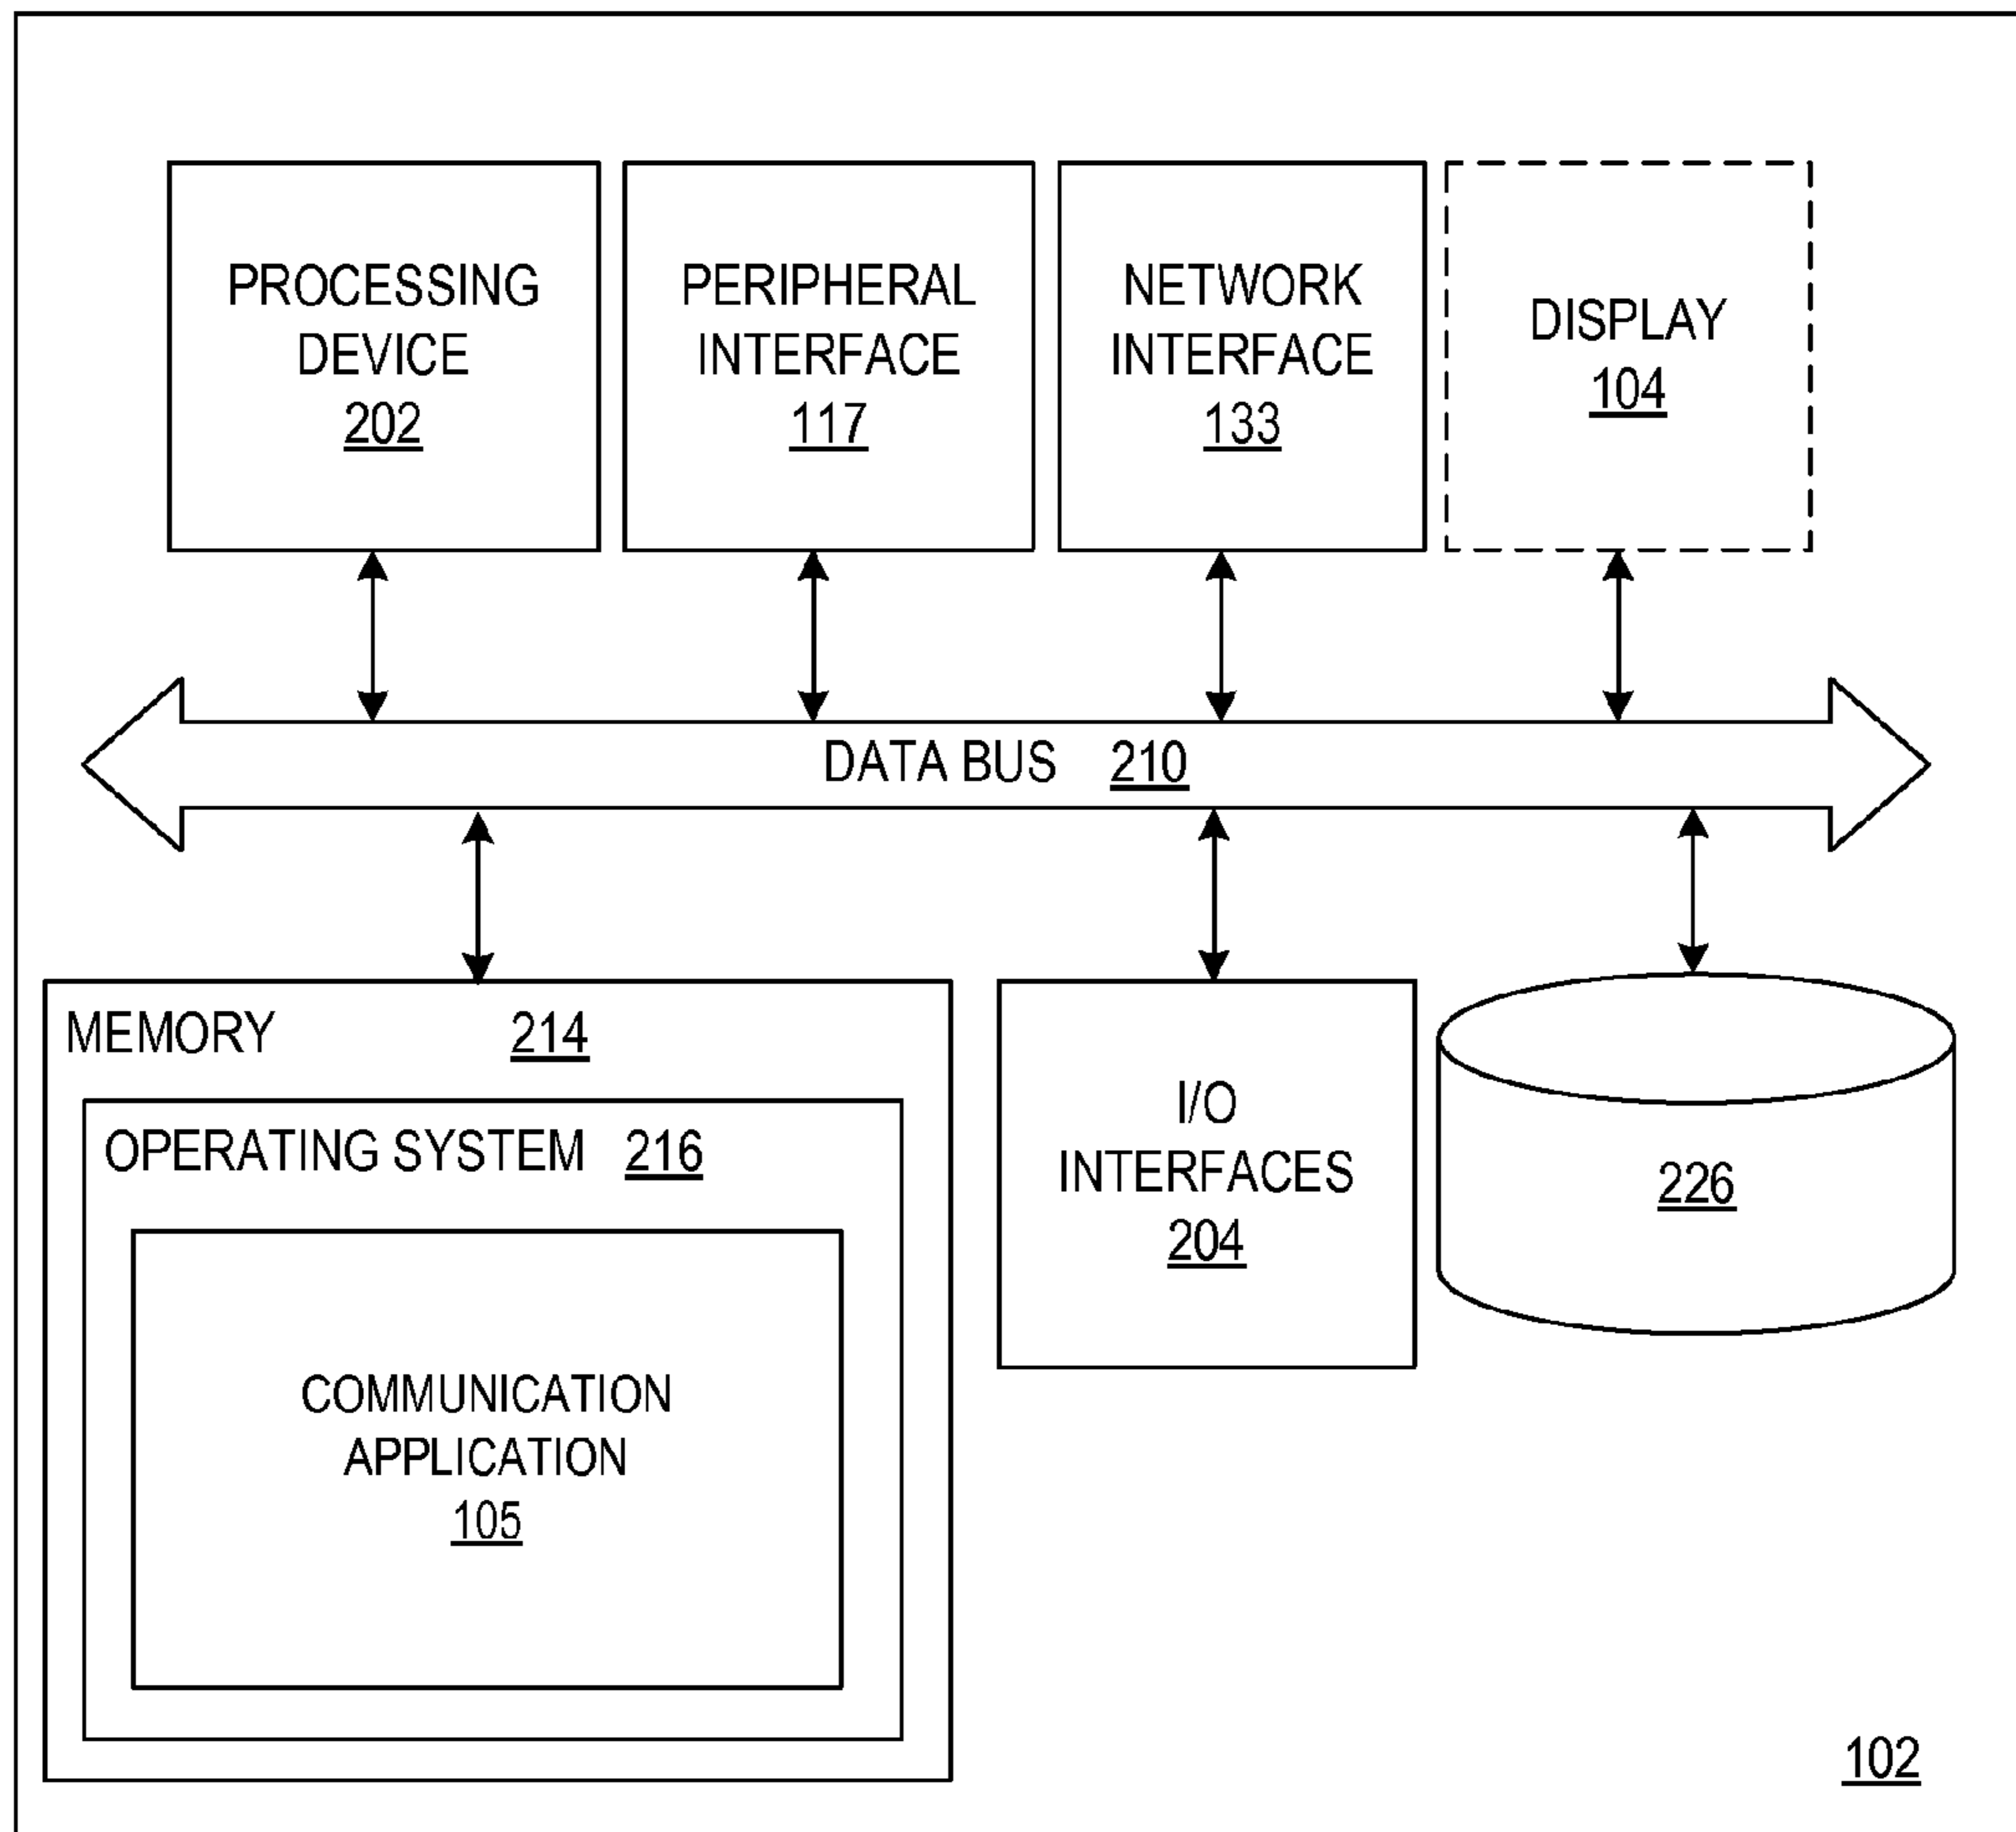 PROCESSING
DEVICE
202
PERIPHERAL
INTERFACE
117
NETWORK
INTERFACE
133
DISPLAY
104
DATA BUS 210
MEMORY 214
OPERATING SYSTEM 216
COMMUNICATION
APPLICATION
105
I/O
INTERFACES
204
226
102